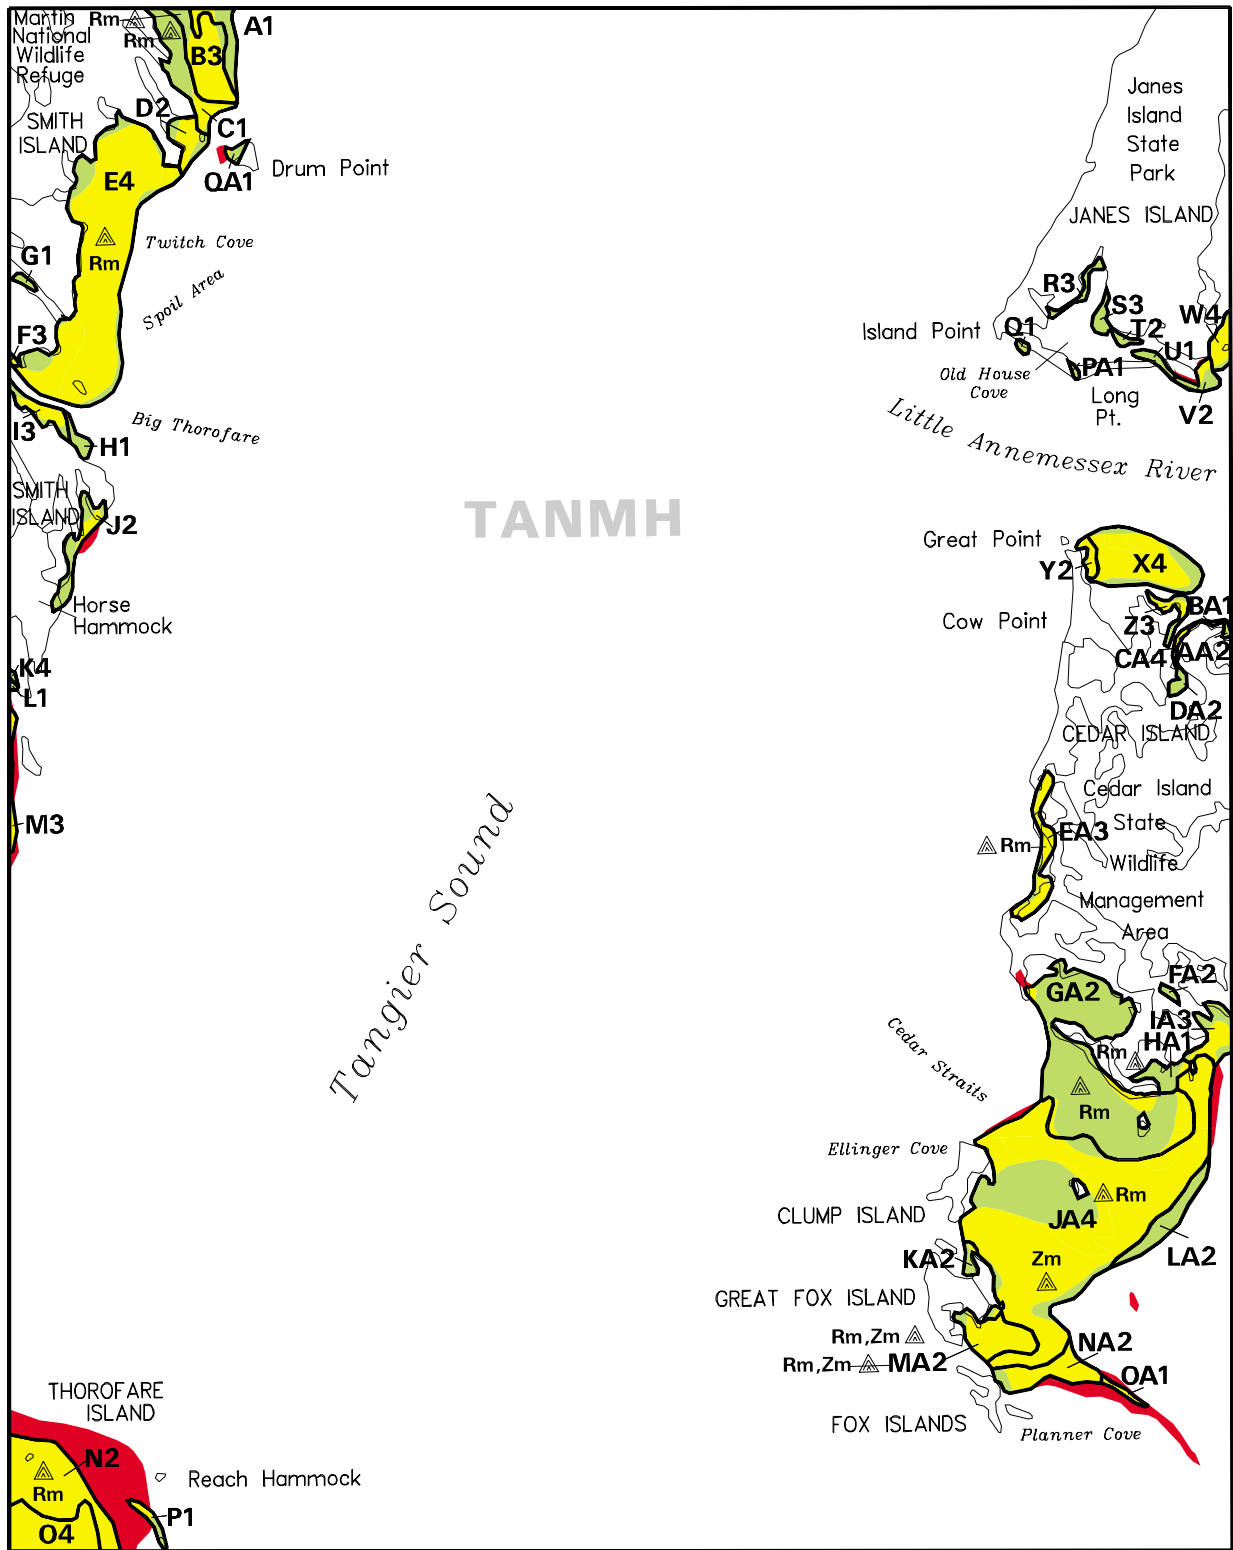 Martin
National
Wildlife
Refuge
Rm
Rm
A1
B3
SMITH
ISLAND
D2
C1
QA1
Drum Point
E4
Rm
Twitch Cove
Spoil Area
G1
F3
I3
H1
Big Thorofare
SMITH
ISLAND
J2
Horse
Hammock
K4
L1
M3
TANMH
Tangier Sound
Janes
Island
State
Park
JANES ISLAND
R3
S3
W4
Q1
T2
U1
Island Point
PA1
Old House
Cove
Long
Pt.
V2
Little Annemessex River
Great Point
Y2
X4
BA1
Cow Point
Z3
CA4
AA2
DA2
CEDAR ISLAND
Cedar Island
State
Wildlife
Management
Area
Rm
EA3
GA2
FA2
IA3
HA1
Rm
Cedar Straits
Rm
Ellinger Cove
Rm
CLUMP ISLAND
JA4
KA2
Zm
LA2
GREAT FOX ISLAND
Rm,Zm
Rm,Zm
MA2
NA2
OA1
FOX ISLANDS
Planner Cove
THOROFARE
ISLAND
N2
Rm
Reach Hammock
P1
O4